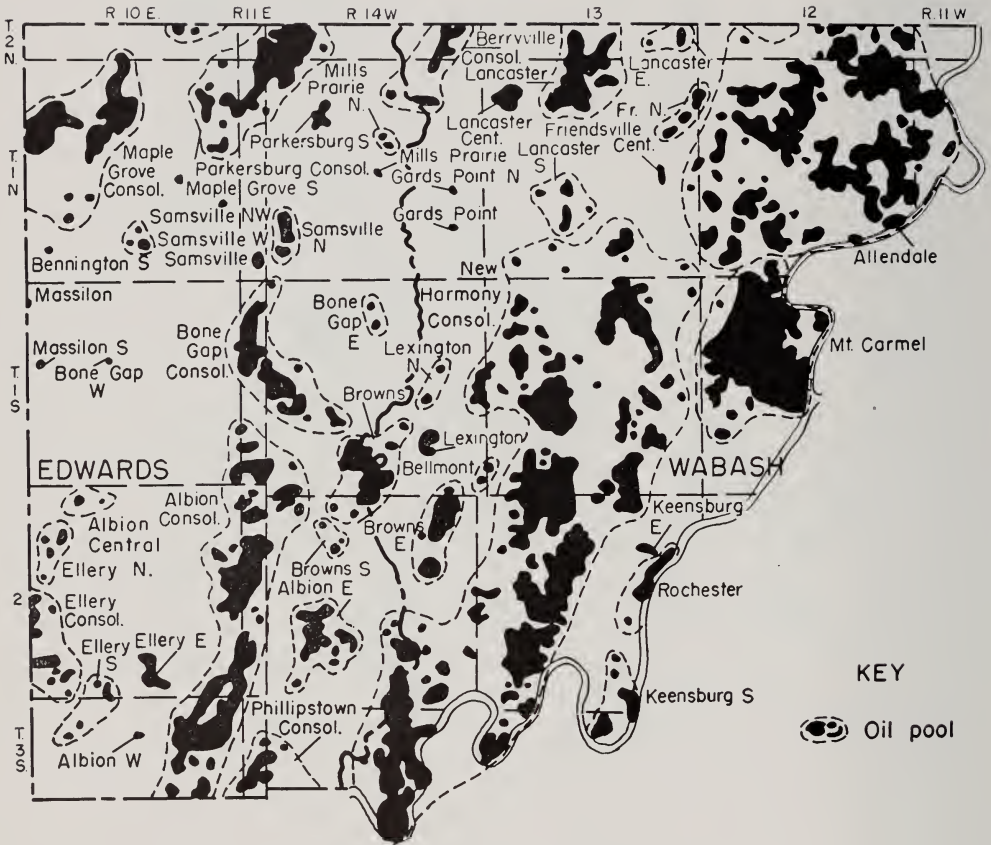 R 10 E.
R 11 E
R 14 W
13
12
R. 11 W
T.
2
N.
Berryville
Consol.
Lancaster
Lancaster
E.
Mills
Prairie
N.
Fr. N.
Parkersburg S
Lancaster
Cent.
Friendsville
Cent.
Maple
Grove
Consol.
Parkersburg Consol.
Mills Prairie
Lancaster
S
T.
I
N
Maple Grove S
Gards Point N
Samsville NW
Samsville W
Samsville
Samsville
N
Gards Point
Bennington S
Allendale
New
Harmony
Consol.
Massilon
Boner
Gap
E
Bone
Gap
Consol.
Mt. Carmel
Massilon S
Bone Gap
W
Lexington
N
T.
I
S
Browns
Lexington
EDWARDS
Bellmont
WABASH
Albion
Consol.
Keensburg
E
Albion
Central
Browns
E
Ellery N.
Browns S
Albion E
Rochester
2
Ellery
Consol.
Ellery
S
Ellery E
KEY
Phillipstown
Consol.
Keensburg S
Oil pool
T.
3
S.
Albion W